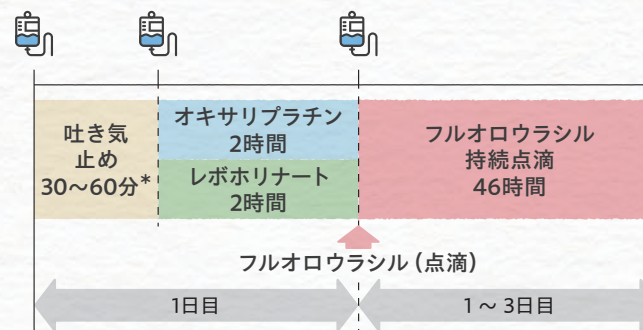 吐き気
止め
30〜60分*
オキサリプラチン
2時間
レボホリナート
2時間
フルオロウラシル
持続点滴
46時間
フルオロウラシル（点滴）
1日目
1 〜 3日目